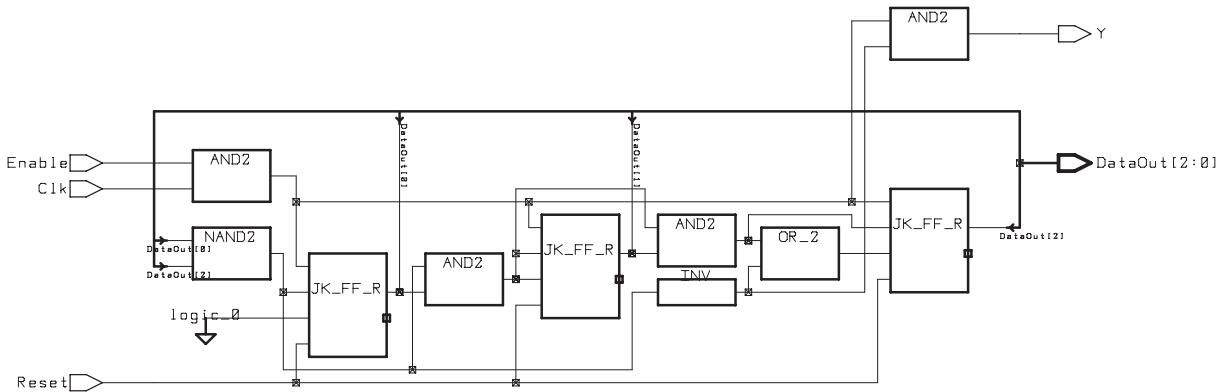 AND2
Y
DataOut[0]
DataOut[1]
Enable
AND2
DataOut[2:0]
Clk
JK_FF_R
NAND2
AND2
OR_2
DataOut[2]
DataOut[0]
JK_FF_R
AND2
DataOut[2]
INV
JK_FF_R
logic_0
Reset